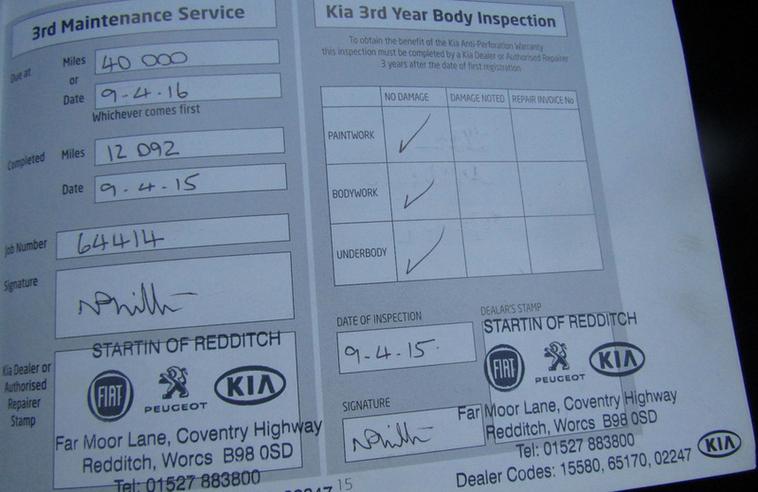 3rd Maintenance Service
Due at
Miles 40 000
or
Date 9-4-16
Whichever comes first
Completed
Miles 12 092
Date 9-4-15
Job Number 64414
Signature
Kia Dealer or
Authorised
Repairer
Stamp
STARTIN OF REDDITCH
FIAT PEUGEOT KIA
Far Moor Lane, Coventry Highway
Redditch, Worcs B98 0SD
Tel: 01527 883800
Kia 3rd Year Body Inspection
To obtain the benefit of the Kia Anti-Perforation Warranty
this inspection must be completed by a Kia Dealer or Authorised Repairer
3 years after the date of first registration
NO DAMAGE DAMAGE NOTED REPAIR INVOICE No
PAINTWORK ✓
BODYWORK ✓
UNDERBODY ✓
DATE OF INSPECTION
9-4-15.
SIGNATURE
DEALAR'S STAMP
STARTIN OF REDDITCH
FIAT PEUGEOT KIA
Far Moor Lane, Coventry Highway
Redditch, Worcs B98 0SD
Tel: 01527 883800
Dealer Codes: 15580, 65170, 02247
KIA
15